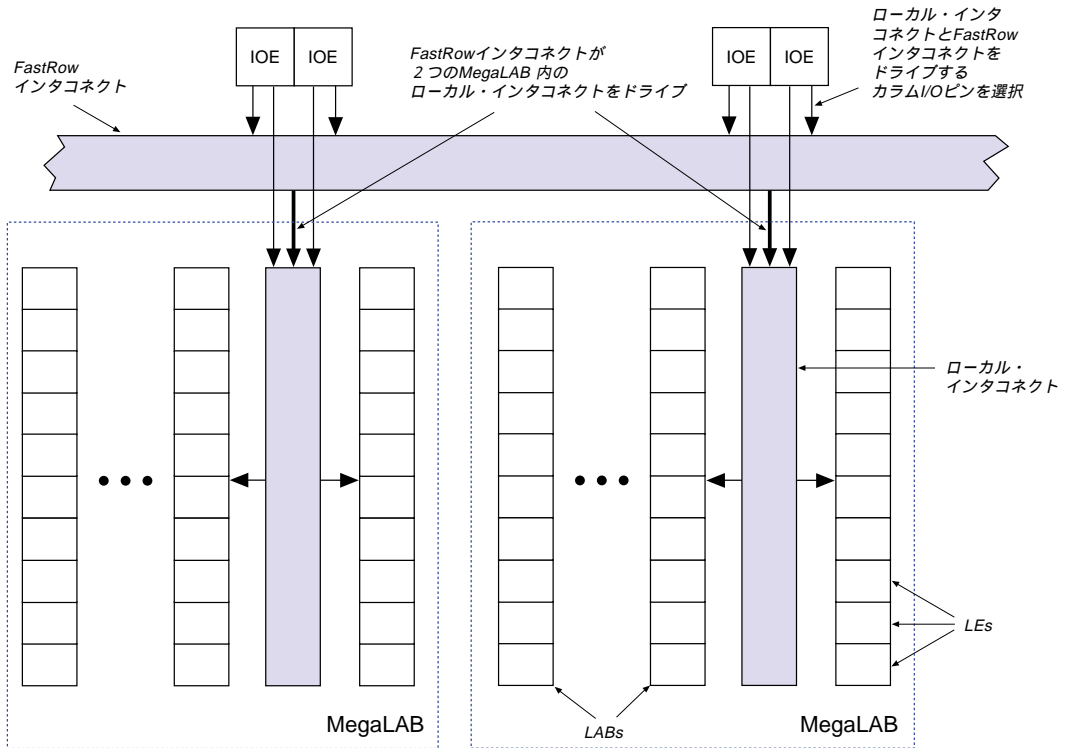 IOE IOE
IOE IOE
FastRow
インタコネクト
FastRowインタコネクトが
2つのMegaLAB 内の
ローカル・インタコネクトをドライブ
ローカル・インタ
コネクトとFastRow
インタコネクトを
ドライブする
カラムI/Oピンを選択
ローカル・
インタコネクト
LEs
LABs
MegaLAB
MegaLAB